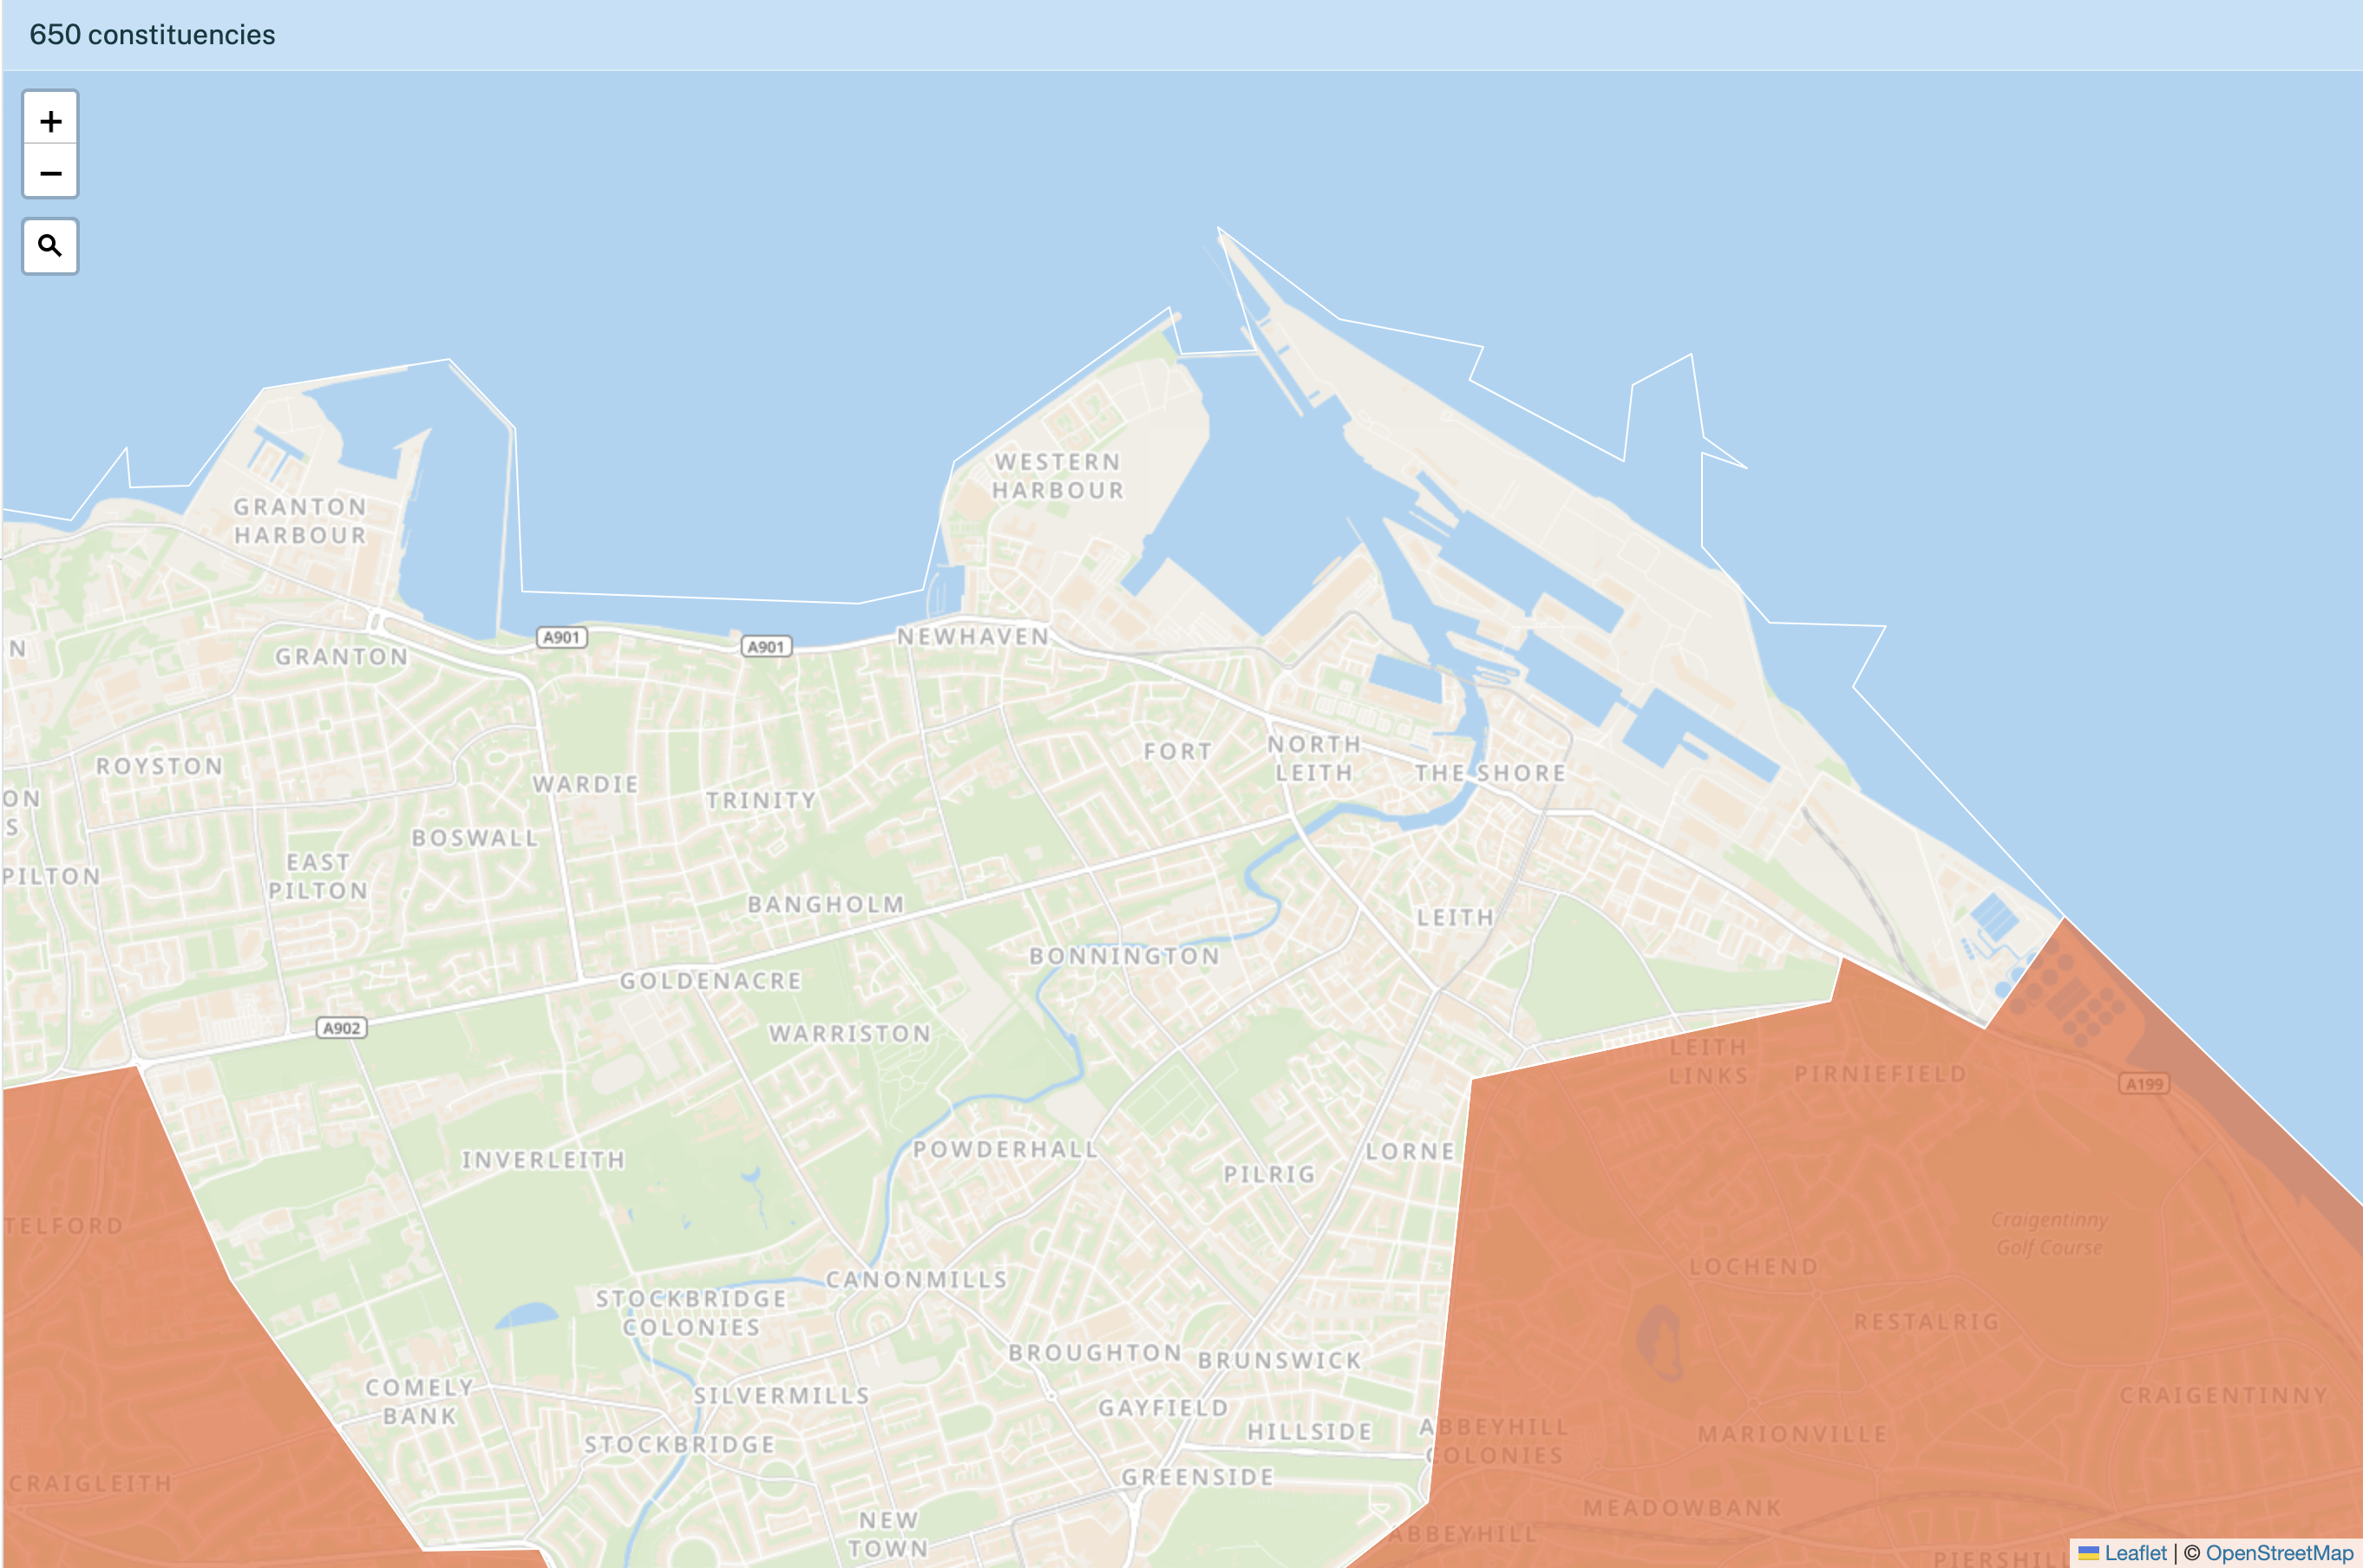 650 constituencies
+
−
WESTERN
HARBOUR
GRANTON
HARBOUR
A901
A901
NEWHAVEN
N
GRANTON
FORT
NORTH
LEITH
THE SHORE
ROYSTON
WARDIE
TRINITY
ON
S
BOSWALL
EAST
PILTON
PILTON
BANGHOLM
LEITH
BONNINGTON
GOLDENACRE
A902
WARRISTON
LEITH
LINKS
PIRNIEFIELD
A199
POWDERHALL
LORNE
INVERLEITH
PILRIG
TELFORD
Craigentinny
Golf Course
LOCHEND
CANONMILLS
STOCKBRIDGE
COLONIES
RESTALRIG
BROUGHTON
BRUNSWICK
COMELY
BANK
SILVERMILLS
CRAIGENTINNY
GAYFIELD
HILLSIDE
ABBEYHILL
COLONIES
MARIONVILLE
STOCKBRIDGE
GREENSIDE
CRAIGLEITH
MEADOWBANK
NEW
TOWN
ABBEYHILL
PIERSHILL
Leaflet | © OpenStreetMap